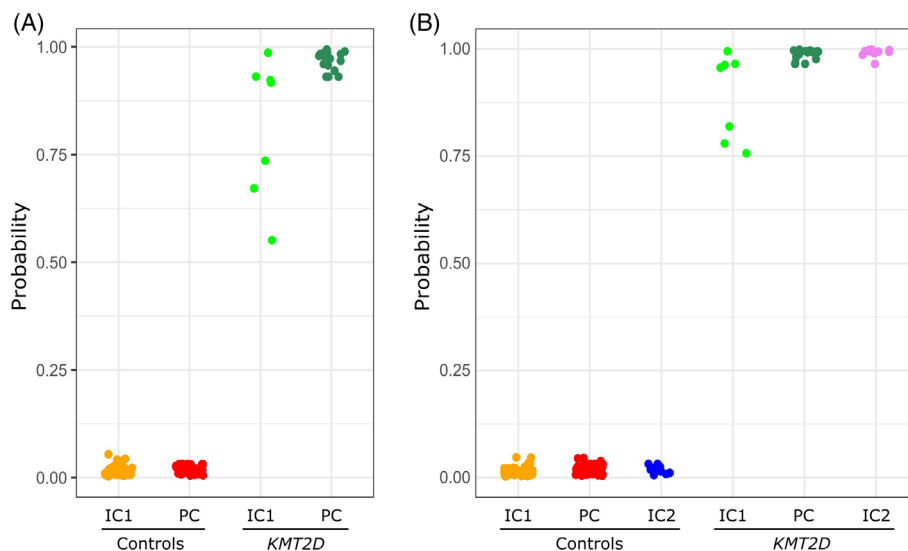 (A)
Probability
1.00
0.75
0.50
0.25
0.00
IC1 PC IC1 PC
Controls KMT2D
(B)
Probability
1.00
0.75
0.50
0.25
0.00
IC1 PC IC2 IC1 PC IC2
Controls KMT2D